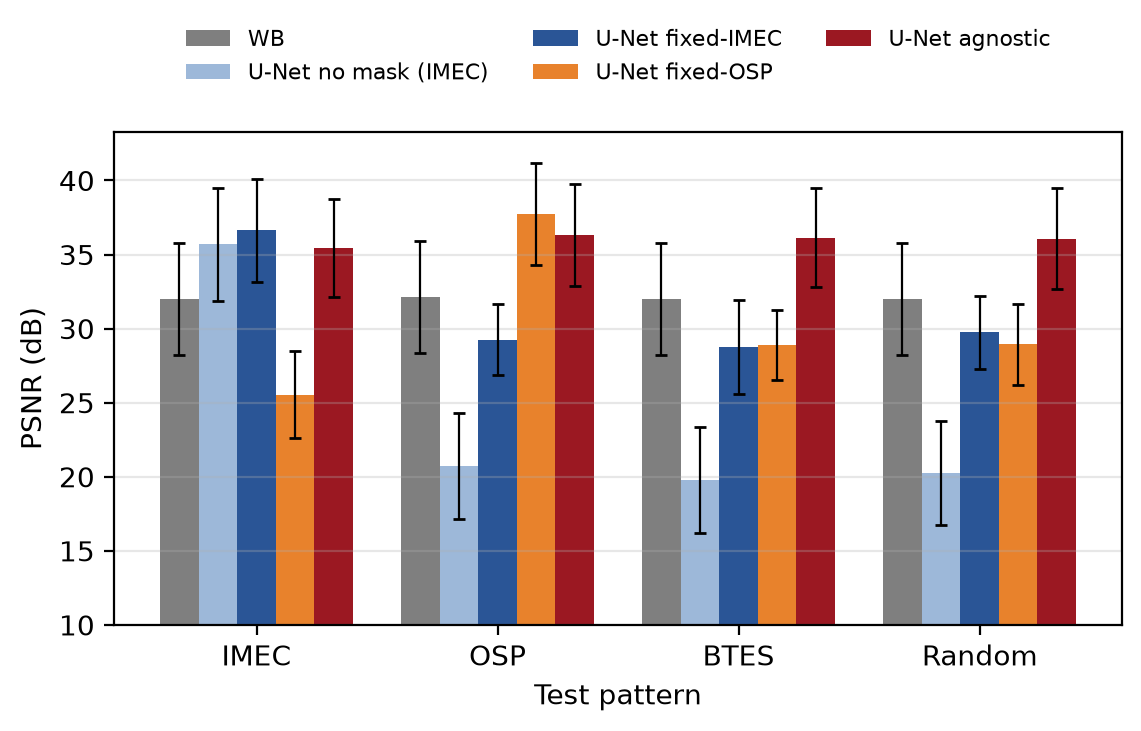 WB
U-Net no mask (IMEC)
U-Net fixed-IMEC
U-Net fixed-OSP
U-Net agnostic
PSNR (dB)
40
35
30
25
20
15
10
IMEC
OSP
BTES
Random
Test pattern